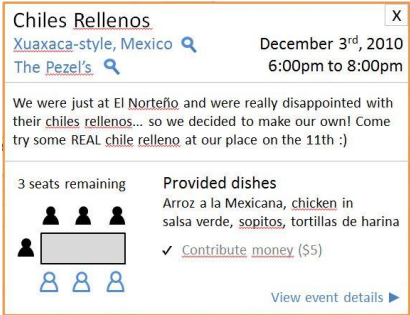 Chiles Rellenos
X
Xuaxaca-style, Mexico
December 3rd, 2010
The Pezel's
6:00pm to 8:00pm
We were just at El Norteño and were really disappointed with
their chiles rellenos... so we decided to make our own! Come
try some REAL chile relleno at our place on the 11th :)
3 seats remaining
Provided dishes
Arroz a la Mexicana, chicken in
salsa verde, sopitos, tortillas de harina
✓ Contribute money ($5)
View event details ▶